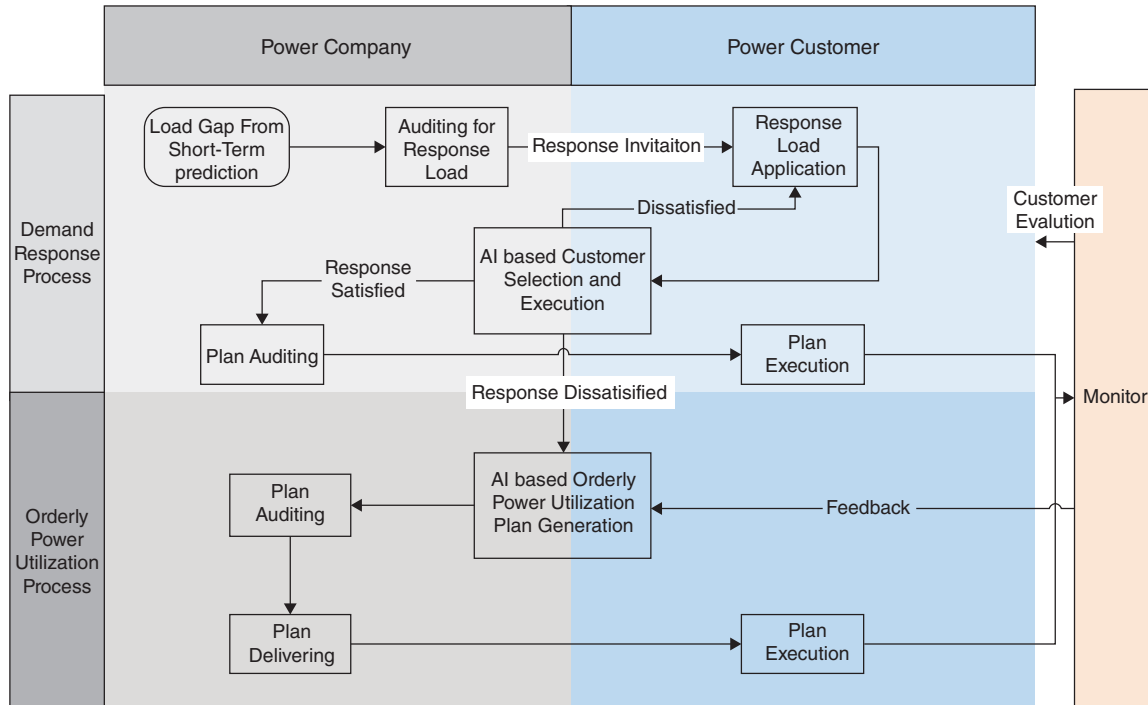 Power Company
Power Customer
Demand
Response
Process
Load Gap From
Short-Term
prediction
Auditing for
Response
Load
Response Invitaiton
Response
Load
Application
Dissatisfied
Customer
Evalution
AI based Customer
Selection and
Execution
Response
Satisfied
Plan Auditing
Plan
Execution
Response Dissatisified
Monitor
Orderly
Power
Utilization
Process
AI based Orderly
Power Utilization
Plan Generation
Plan
Auditing
Feedback
Plan
Delivering
Plan
Execution